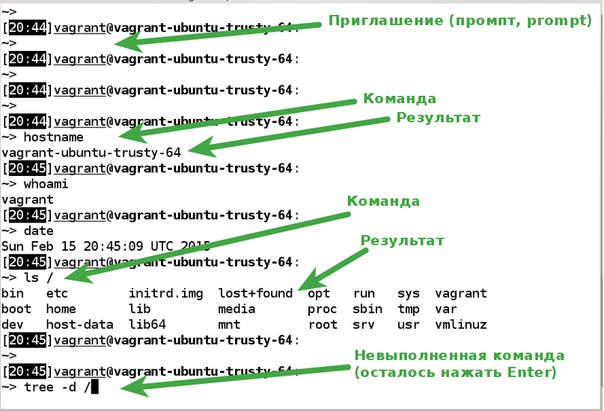 ~>
[20:44]vagrant@vagrant-ubuntu-trusty-64:
Приглашение (промпт, prompt)
~>
[20:44]vagrant@vagrant-ubuntu-trusty-64:
~>
[20:44]vagrant@vagrant-ubuntu-trusty-64:
~>
[20:44]vagrant@vagrant-ubuntu-trusty-64:
Команда
~> hostname
Результат
vagrant-ubuntu-trusty-64
[20:45]vagrant@vagrant-ubuntu-trusty-64:
~> whoami
vagrant
[20:45]vagrant@vagrant-ubuntu-trusty-64:
Команда
~> date
Sun Feb 15 20:45:09 UTC 2015
Результат
[20:45]vagrant@vagrant-ubuntu-trusty-64:
~> ls /
bin etc initrd.img lost+found opt run sys vagrant
boot home lib media proc sbin tmp var
dev host-data lib64 mnt root srv usr vmlinuz
[20:45]vagrant@vagrant-ubuntu-trusty-64:
~>
[20:45]vagrant@vagrant-ubuntu-trusty-64:
Невыполненная команда
(осталось нажать Enter)
~> tree -d /